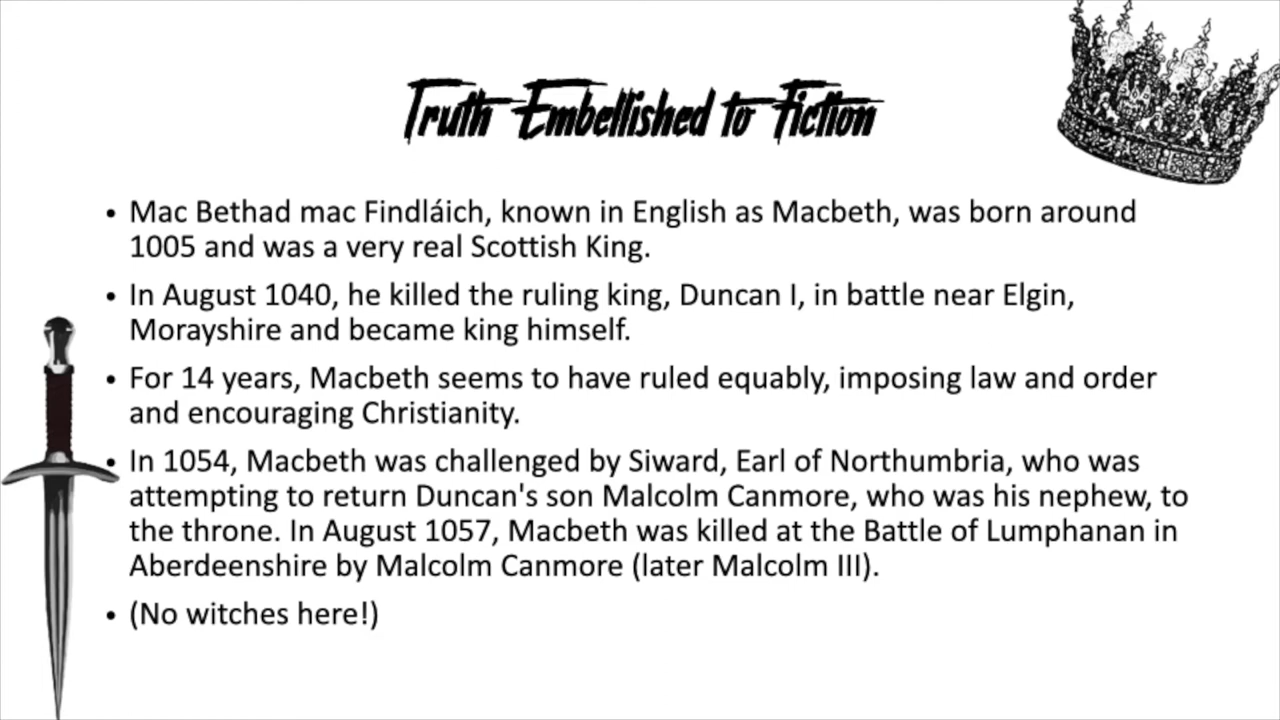 Truth Embellished to Fiction
• Mac Bethad mac Findláich, known in English as Macbeth, was born around
1005 and was a very real Scottish King.
• In August 1040, he killed the ruling king, Duncan I, in battle near Elgin,
Morayshire and became king himself.
• For 14 years, Macbeth seems to have ruled equably, imposing law and order
and encouraging Christianity.
• In 1054, Macbeth was challenged by Siward, Earl of Northumbria, who was
attempting to return Duncan's son Malcolm Canmore, who was his nephew, to
the throne. In August 1057, Macbeth was killed at the Battle of Lumphanan in
Aberdeenshire by Malcolm Canmore (later Malcolm III).
• (No witches here!)